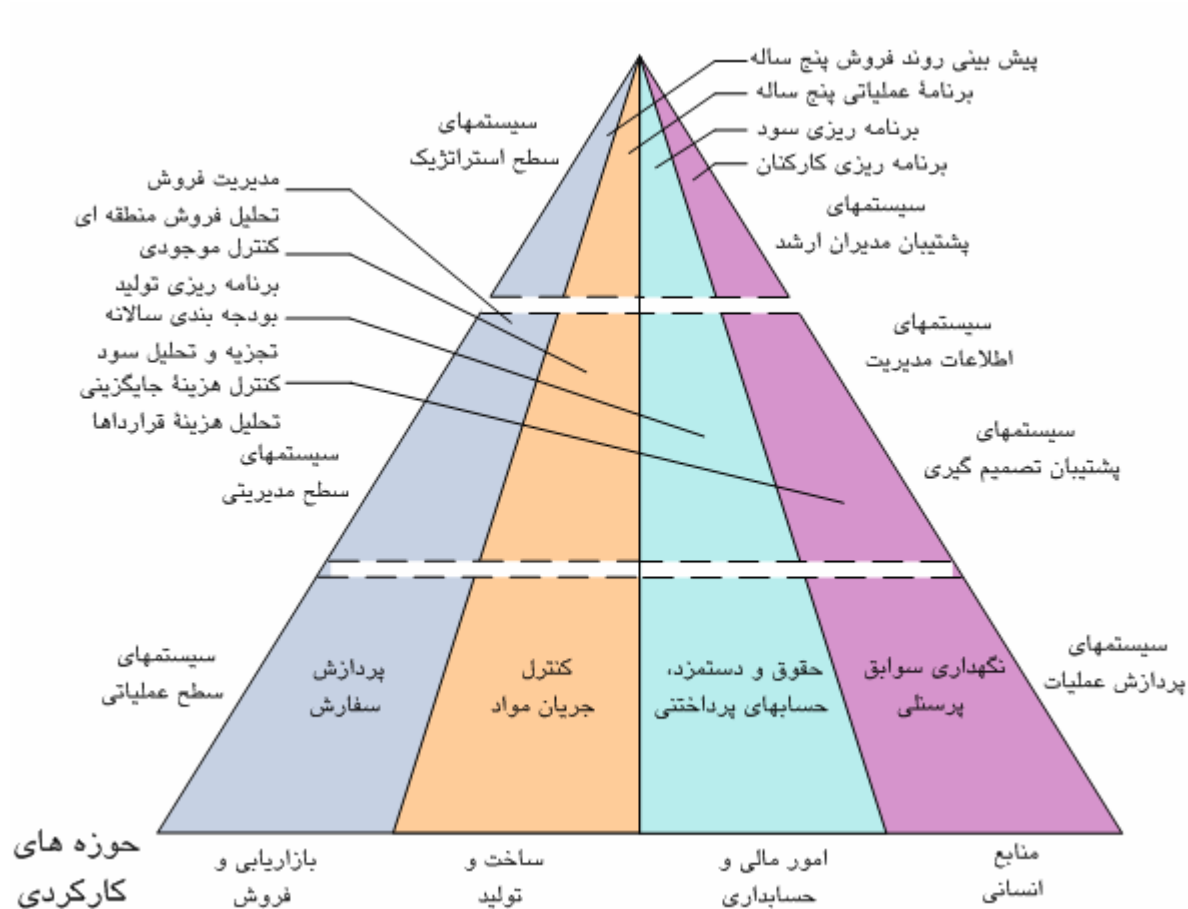 پیش بینی روند فروش پنج ساله
برنامهٔ عملیاتی پنج ساله
برنامه ریزی سود
برنامه ریزی کارکنان
سیستمهای
سطح استراتژیک
سیستمهای
پشتیبان مدیران ارشد
مدیریت فروش
تحلیل فروش منطقه ای
کنترل موجودی
برنامه ریزی تولید
بودجه بندی سالانه
تجزیه و تحلیل سود
کنترل هزینهٔ جایگزینی
تحلیل هزینهٔ قرارداها
سیستمهای
سطح مدیریتی
سیستمهای
اطلاعات مدیریت
سیستمهای
پشتیبان تصمیم گیری
سیستمهای
پردازش عملیات
نگهداری سوابق
پرسنلی
حقوق و دستمزد،
حسابهای پرداختنی
کنترل
جریان مواد
پردازش
سفارش
سیستمهای
سطح عملیاتی
منابع
انسانی
امور مالی و
حسابداری
ساخت و
تولید
بازاریابی و
فروش
حوزه های
کارکردی